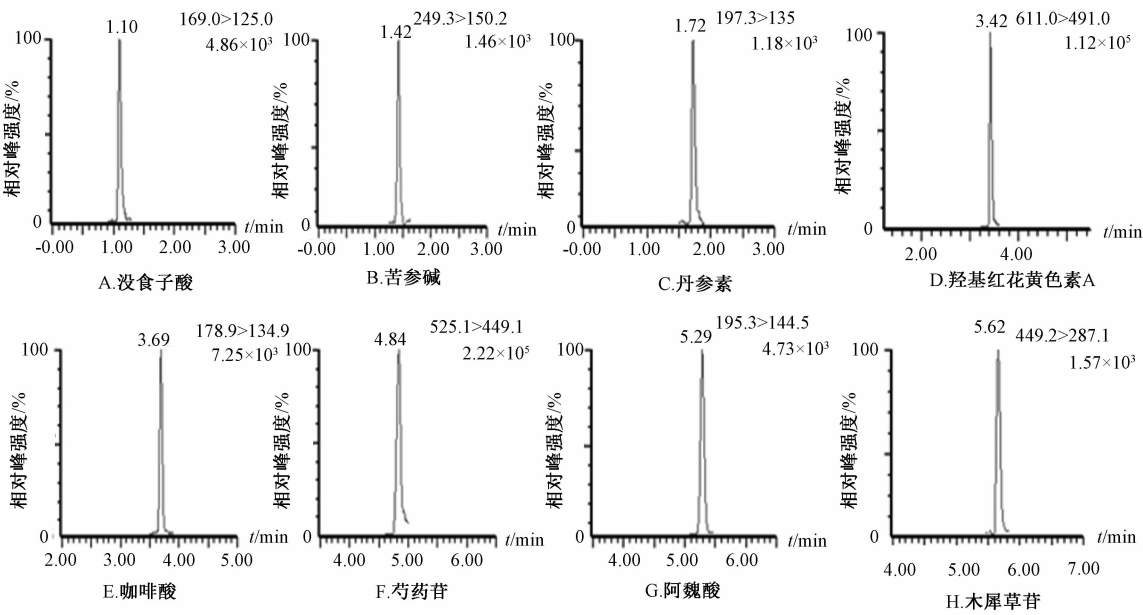 1.10
169.0>125.0
4.86×10³
100
相对峰强度/%
0
-0.00 1.00 2.00 3.00
t/min
A.没食子酸
1.42
249.3>150.2
1.46×10³
100
相对峰强度/%
0
-0.00 1.00 2.00 3.00
t/min
B.苦参碱
1.72
197.3>135
1.18×10³
100
相对峰强度/%
0
-0.00 1.00 2.00 3.00
t/min
C.丹参素
3.42
611.0>491.0
1.12×10⁵
100
相对峰强度/%
0
2.00 4.00
t/min
D.羟基红花黄色素A
3.69
178.9>134.9
7.25×10³
100
相对峰强度/%
0
2.00 3.00 4.00 5.00
t/min
E.咖啡酸
4.84
525.1>449.1
2.22×10⁵
100
相对峰强度/%
0
4.00 5.00 6.00
t/min
F.芍药苷
5.29
195.3>144.5
4.73×10³
100
相对峰强度/%
0
4.00 5.00 6.00
t/min
G.阿魏酸
5.62
449.2>287.1
1.57×10³
100
相对峰强度/%
0
4.00 5.00 6.00 7.00
t/min
H.木犀草苷